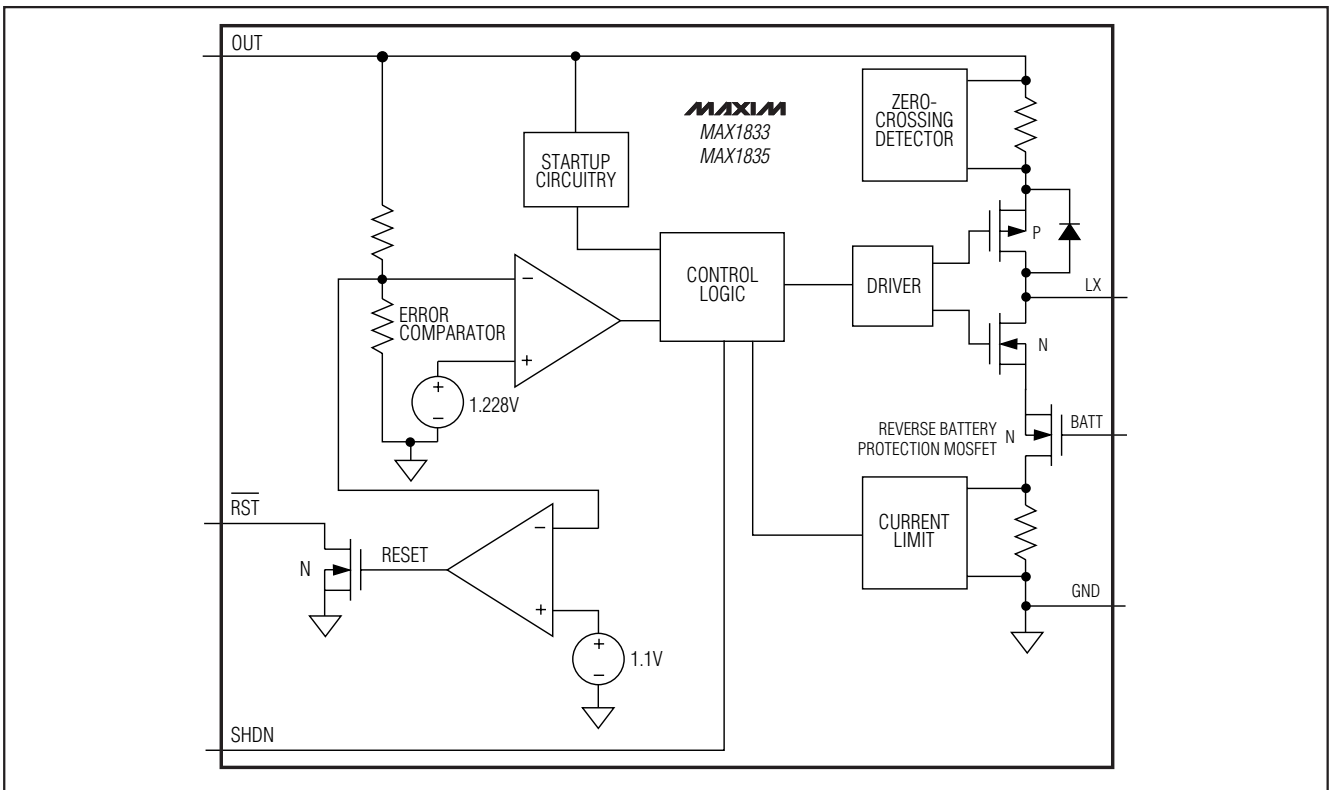 OUT
MAXIM
MAX1833
MAX1835
ZERO-
CROSSING
DETECTOR
STARTUP
CIRCUITRY
P
CONTROL
LOGIC
DRIVER
LX
−
ERROR
COMPARATOR
+
N
+
−
1.228V
REVERSE BATTERY
PROTECTION MOSFET
N
BATT
RST
CURRENT
LIMIT
−
N
RESET
GND
+
+
−
1.1V
SHDN